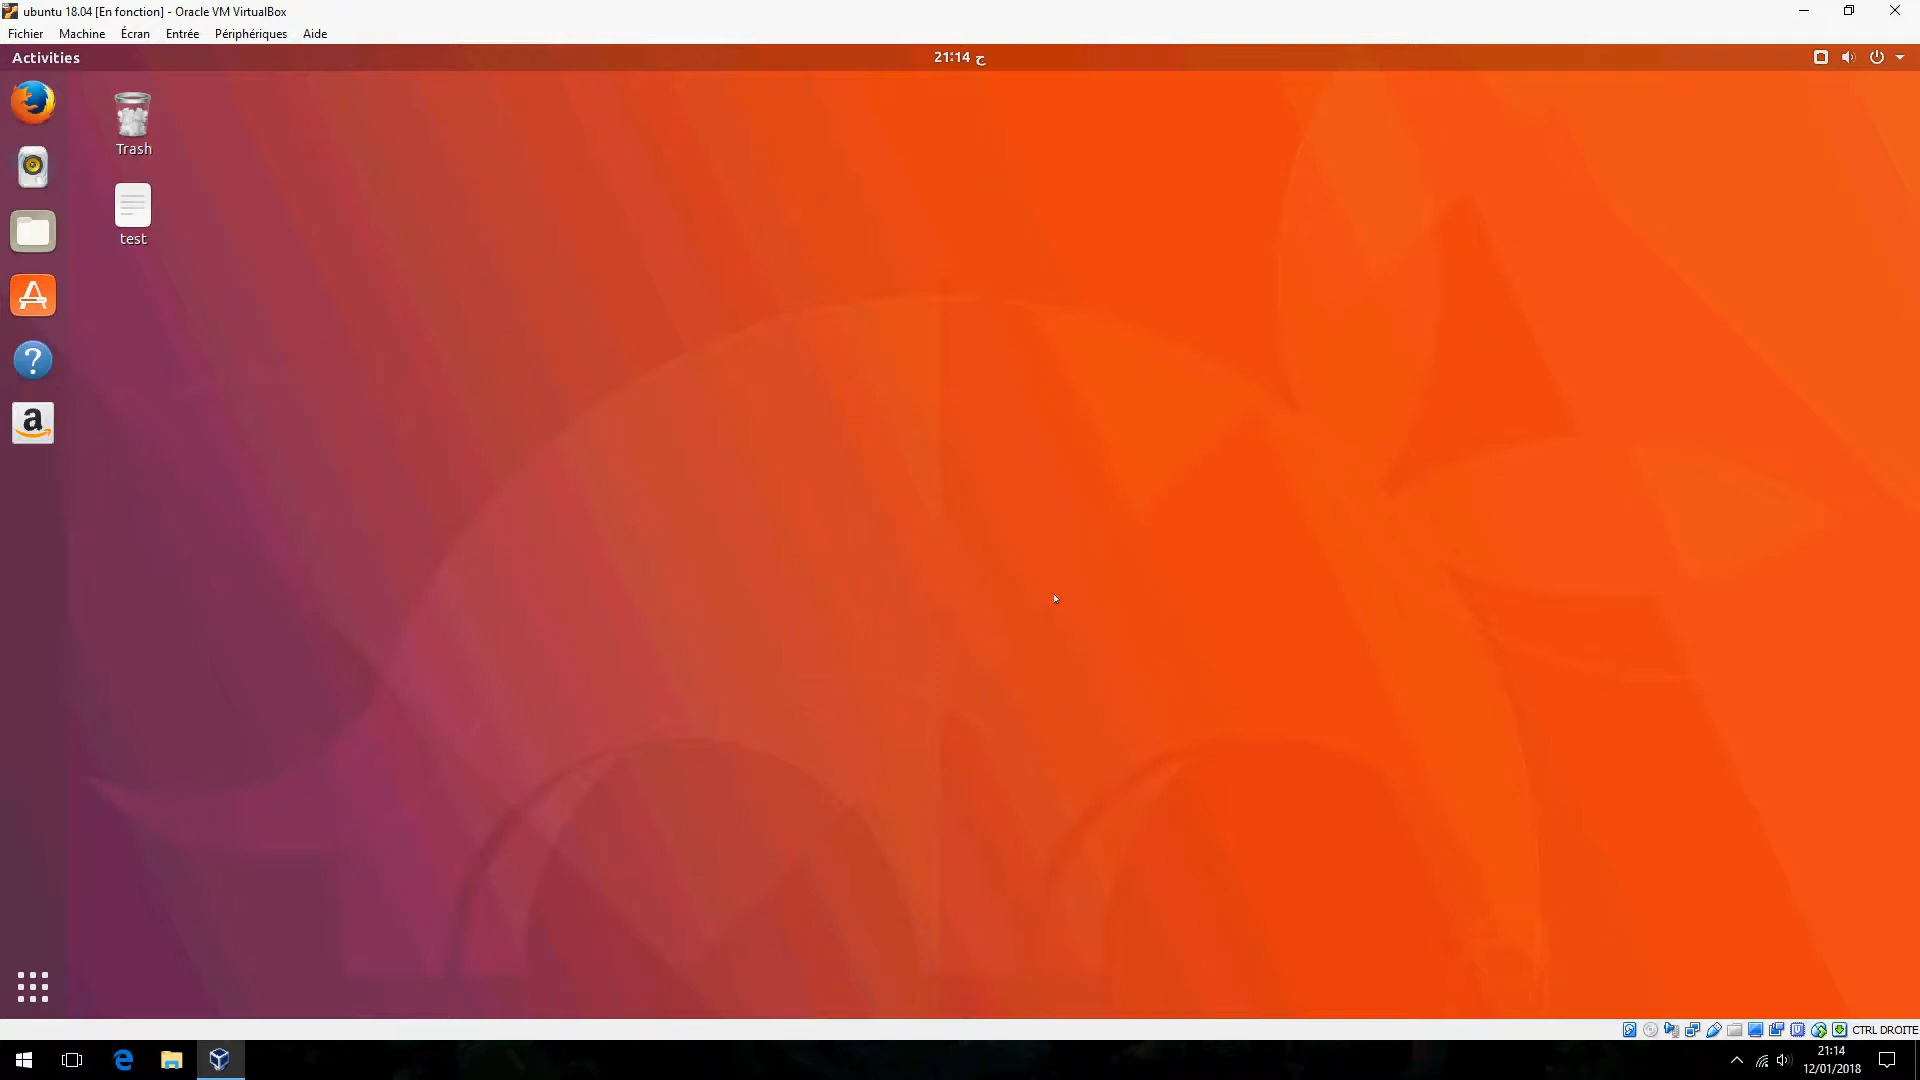 ubuntu 18.04 [En fonction] - Oracle VM VirtualBox
Fichier Machine Écran Entrée Périphériques Aide
Activities
21:14 ج
Trash
test
a
CTRL DROITE
21:14
12/01/2018